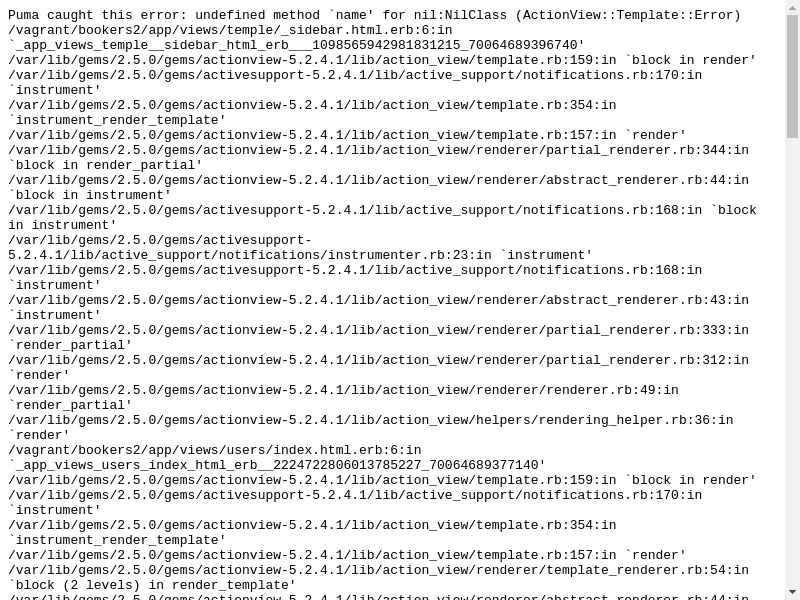 Puma caught this error: undefined method `name' for nil:NilClass (ActionView::Template::Error)
/vagrant/bookers2/app/views/temple/_sidebar.html.erb:6:in
`_app_views_temple__sidebar_html_erb___1098565942981831215_70064689396740'
/var/lib/gems/2.5.0/gems/actionview-5.2.4.1/lib/action_view/template.rb:159:in `block in render'
/var/lib/gems/2.5.0/gems/activesupport-5.2.4.1/lib/active_support/notifications.rb:170:in
`instrument'
/var/lib/gems/2.5.0/gems/actionview-5.2.4.1/lib/action_view/template.rb:354:in
`instrument_render_template'
/var/lib/gems/2.5.0/gems/actionview-5.2.4.1/lib/action_view/template.rb:157:in `render'
/var/lib/gems/2.5.0/gems/actionview-5.2.4.1/lib/action_view/renderer/partial_renderer.rb:344:in
`block in render_partial'
/var/lib/gems/2.5.0/gems/actionview-5.2.4.1/lib/action_view/renderer/abstract_renderer.rb:44:in
`block in instrument'
/var/lib/gems/2.5.0/gems/activesupport-5.2.4.1/lib/active_support/notifications.rb:168:in `block
in instrument'
/var/lib/gems/2.5.0/gems/activesupport-
5.2.4.1/lib/active_support/notifications/instrumenter.rb:23:in `instrument'
/var/lib/gems/2.5.0/gems/activesupport-5.2.4.1/lib/active_support/notifications.rb:168:in
`instrument'
/var/lib/gems/2.5.0/gems/actionview-5.2.4.1/lib/action_view/renderer/abstract_renderer.rb:43:in
`instrument'
/var/lib/gems/2.5.0/gems/actionview-5.2.4.1/lib/action_view/renderer/partial_renderer.rb:333:in
`render_partial'
/var/lib/gems/2.5.0/gems/actionview-5.2.4.1/lib/action_view/renderer/partial_renderer.rb:312:in
`render'
/var/lib/gems/2.5.0/gems/actionview-5.2.4.1/lib/action_view/renderer/renderer.rb:49:in
`render_partial'
/var/lib/gems/2.5.0/gems/actionview-5.2.4.1/lib/action_view/helpers/rendering_helper.rb:36:in
`render'
/vagrant/bookers2/app/views/users/index.html.erb:6:in
`_app_views_users_index_html_erb__2224722806013785227_70064689377140'
/var/lib/gems/2.5.0/gems/actionview-5.2.4.1/lib/action_view/template.rb:159:in `block in render'
/var/lib/gems/2.5.0/gems/activesupport-5.2.4.1/lib/active_support/notifications.rb:170:in
`instrument'
/var/lib/gems/2.5.0/gems/actionview-5.2.4.1/lib/action_view/template.rb:354:in
`instrument_render_template'
/var/lib/gems/2.5.0/gems/actionview-5.2.4.1/lib/action_view/template.rb:157:in `render'
/var/lib/gems/2.5.0/gems/actionview-5.2.4.1/lib/action_view/renderer/template_renderer.rb:54:in
`block (2 levels) in render_template'
/var/lib/gems/2.5.0/gems/actionview-5.2.4.1/lib/action_view/renderer/abstract_renderer.rb:44:in